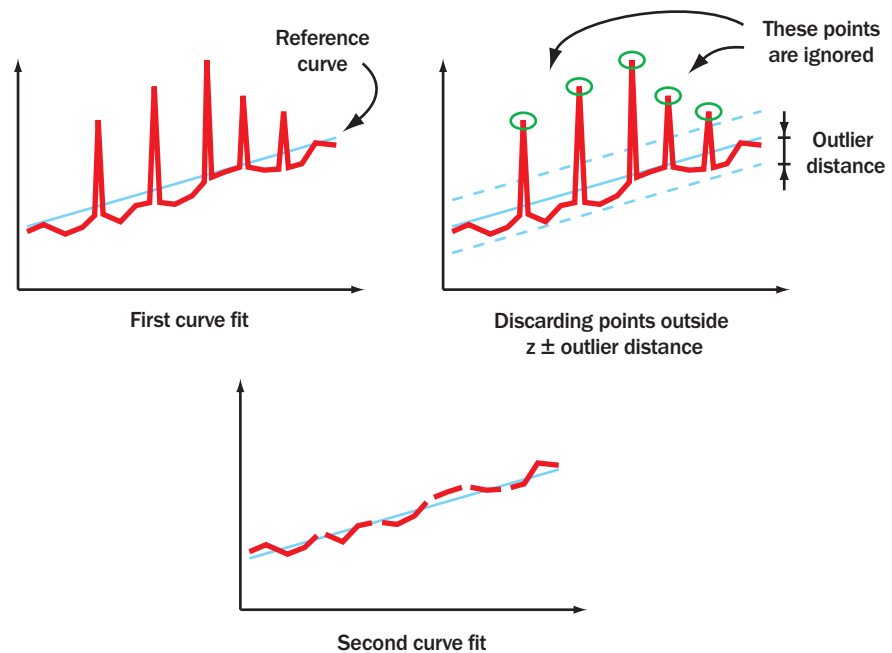 Reference
curve
First curve fit
These points
are ignored
Outlier
distance
Discarding points outside
z ± outlier distance
Second curve fit